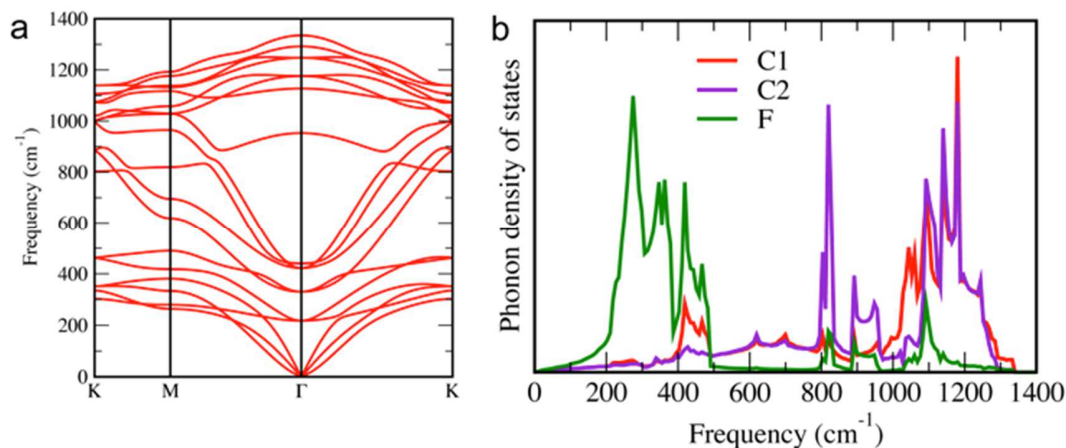 a
1400
1200
1000
800
600
400
200
0
Frequency (cm-1)
K M Γ K
b
C1
C2
F
Phonon density of states
0 200 400 600 800 1000 1200 1400
Frequency (cm-1)